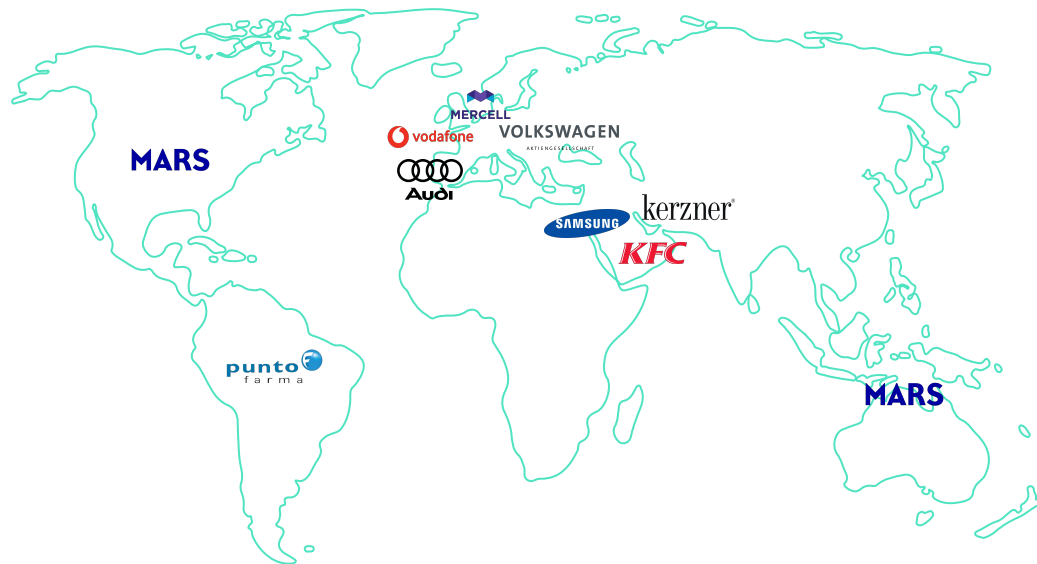 MERCELL
VOLKSWAGEN
AKTIENGESELLSCHAFT
vodafone
MARS
Audi
kerzner®
SAMSUNG
KFC
punto
farma
MARS